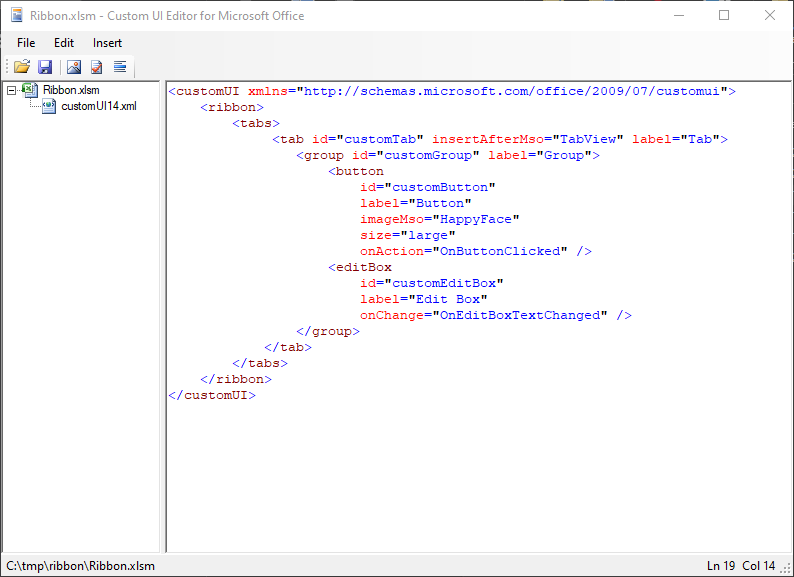 Ribbon.xlsm - Custom UI Editor for Microsoft Office
File Edit Insert
Ribbon.xlsm
customUI14.xml
<customUI xmlns="http://schemas.microsoft.com/office/2009/07/customui">
<ribbon>
<tabs>
<tab id="customTab" insertAfterMso="TabView" label="Tab">
<group id="customGroup" label="Group">
<button
id="customButton"
label="Button"
imageMso="HappyFace"
size="large"
onAction="OnButtonClicked" />
<editBox
id="customEditBox"
label="Edit Box"
onChange="OnEditBoxTextChanged" />
</group>
</tab>
</tabs>
</ribbon>
</customUI>
C:\tmp\ribbon\Ribbon.xlsm Ln 19 Col 14